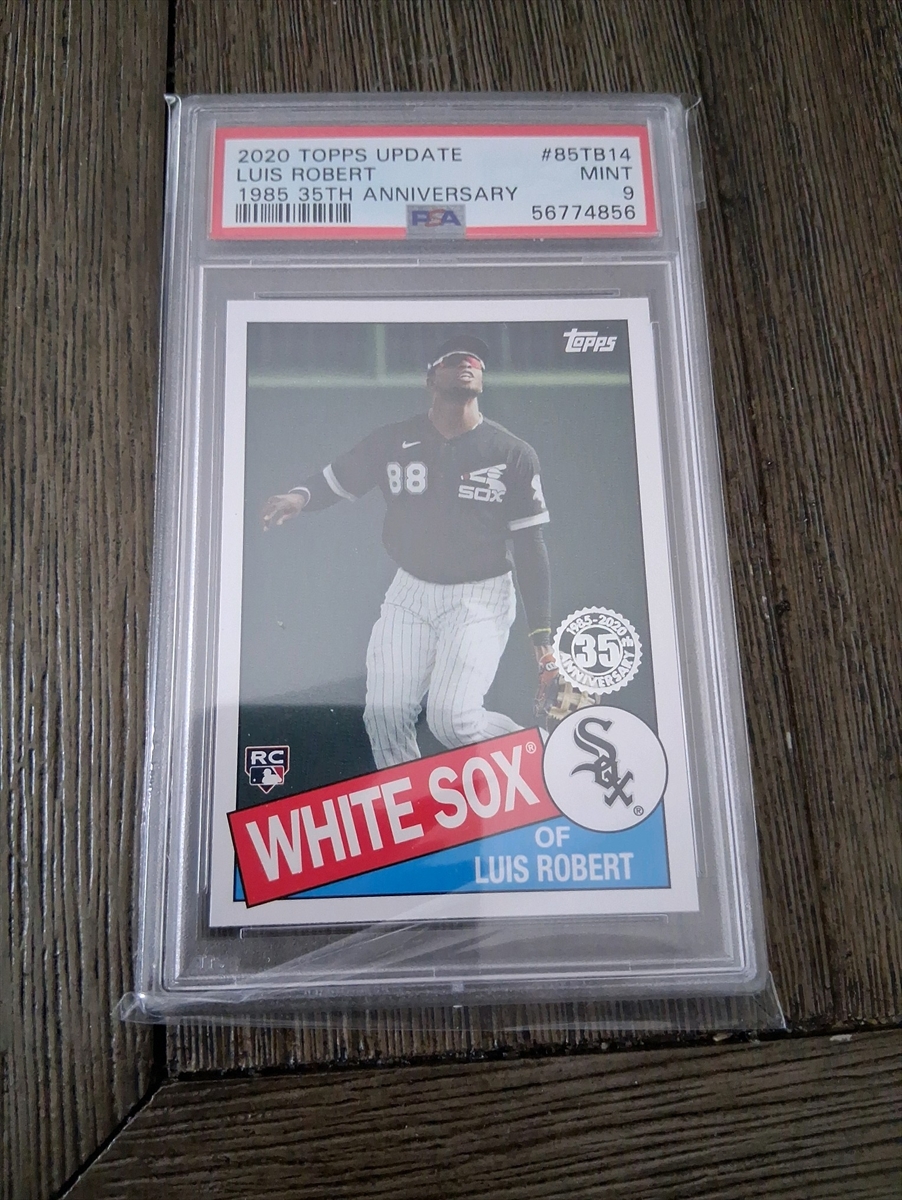 2020 TOPPS UPDATE #85TB14
LUIS ROBERT MINT
1985 35TH ANNIVERSARY 9
PSA 56774856
topps
88
SOX
1985-2020
35
ANNIVERSARY
RC
WHITE SOX®
Sox ®
OF
LUIS ROBERT